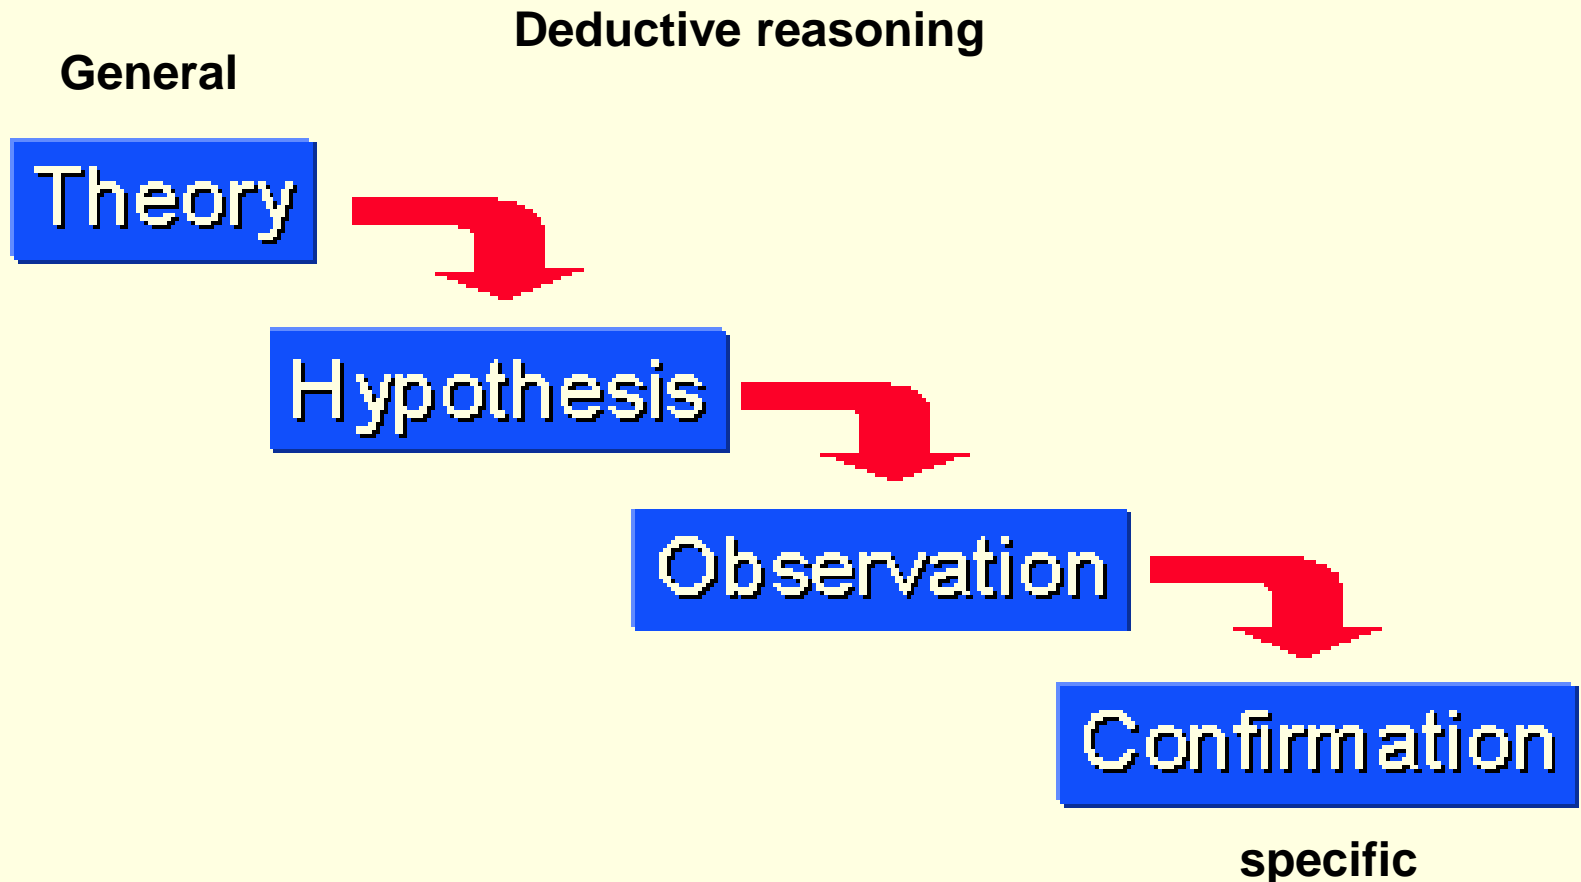 Deductive reasoning
General
Theory
Hypothesis
Observation
Confirmation
specific